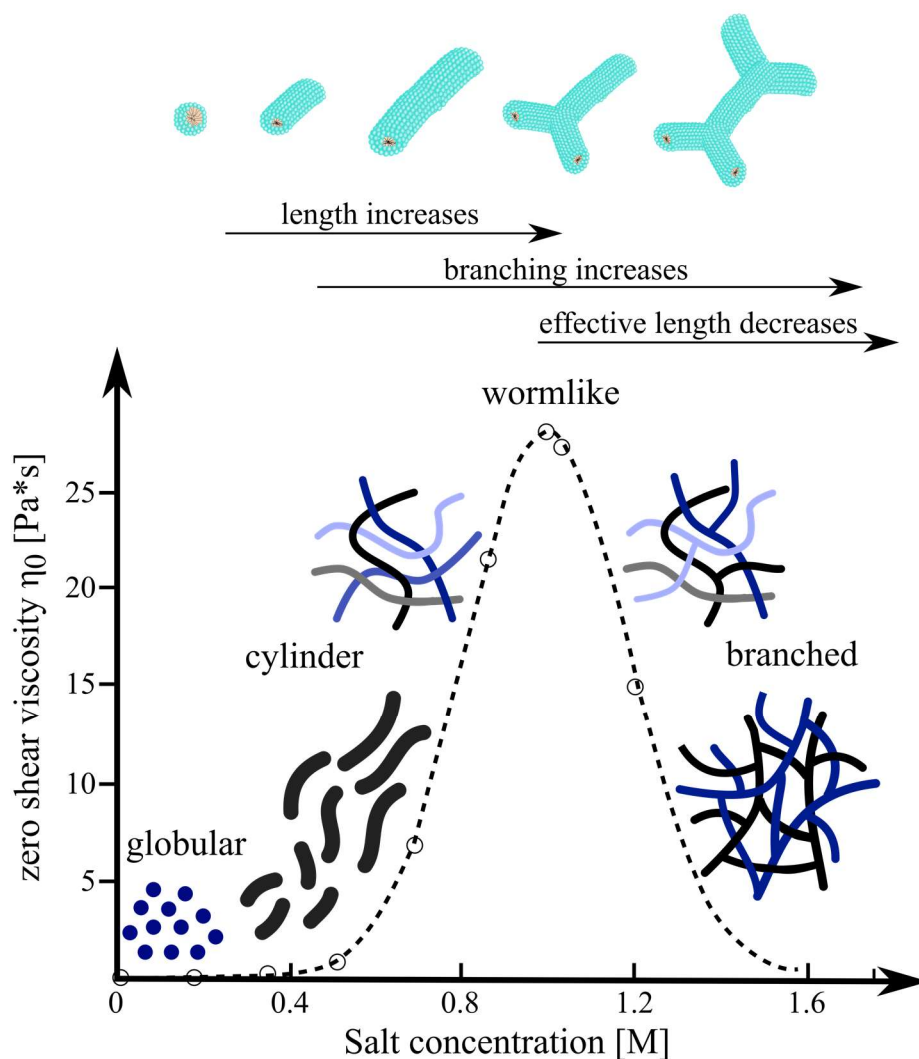 length increases
branching increases
effective length decreases
wormlike
zero shear viscosity η0 [Pa*s]
25
20
15
10
5
cylinder
branched
globular
0
0.4
0.8
1.2
1.6
Salt concentration [M]